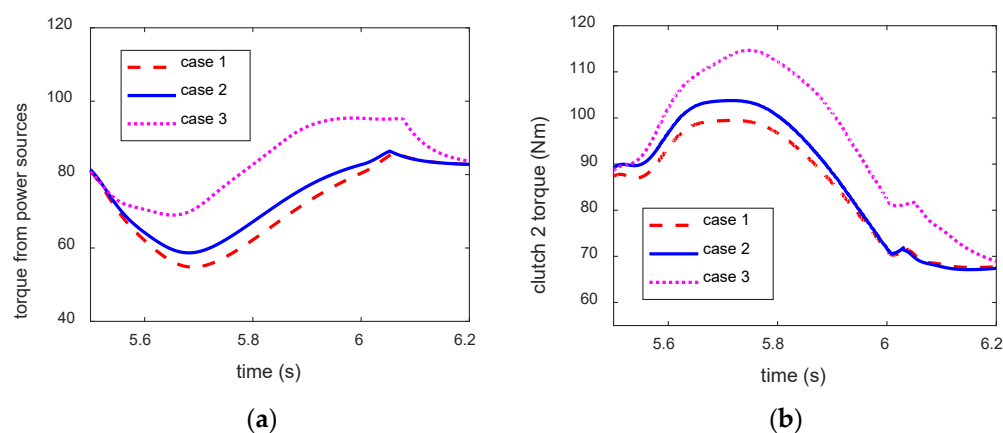 120
100
80
60
40
torque from power sources
case 1
case 2
case 3
5.6
5.8
6
6.2
time (s)
(a)
120
110
100
90
80
70
60
clutch 2 torque (Nm)
case 1
case 2
case 3
5.6
5.8
6
6.2
time (s)
(b)